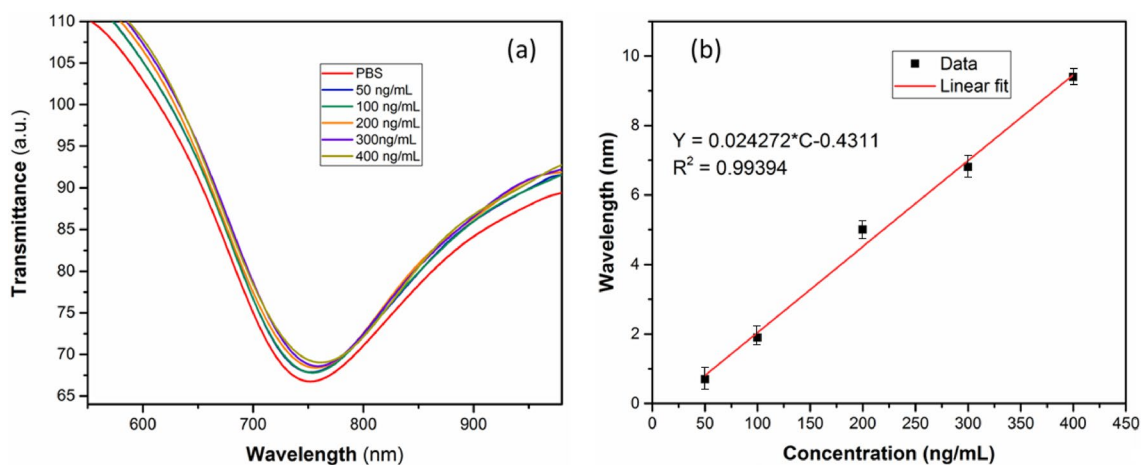 (a)
PBS
50 ng/mL
100 ng/mL
200 ng/mL
300ng/mL
400 ng/mL
110
105
100
95
90
85
80
75
70
65
Transmittance (a.u.)
600
700
800
900
Wavelength (nm)
(b)
Data
Linear fit
Y = 0.024272*C-0.4311
R² = 0.99394
10
8
6
4
2
0
Wavelength (nm)
0
50
100
150
200
250
300
350
400
450
Concentration (ng/mL)